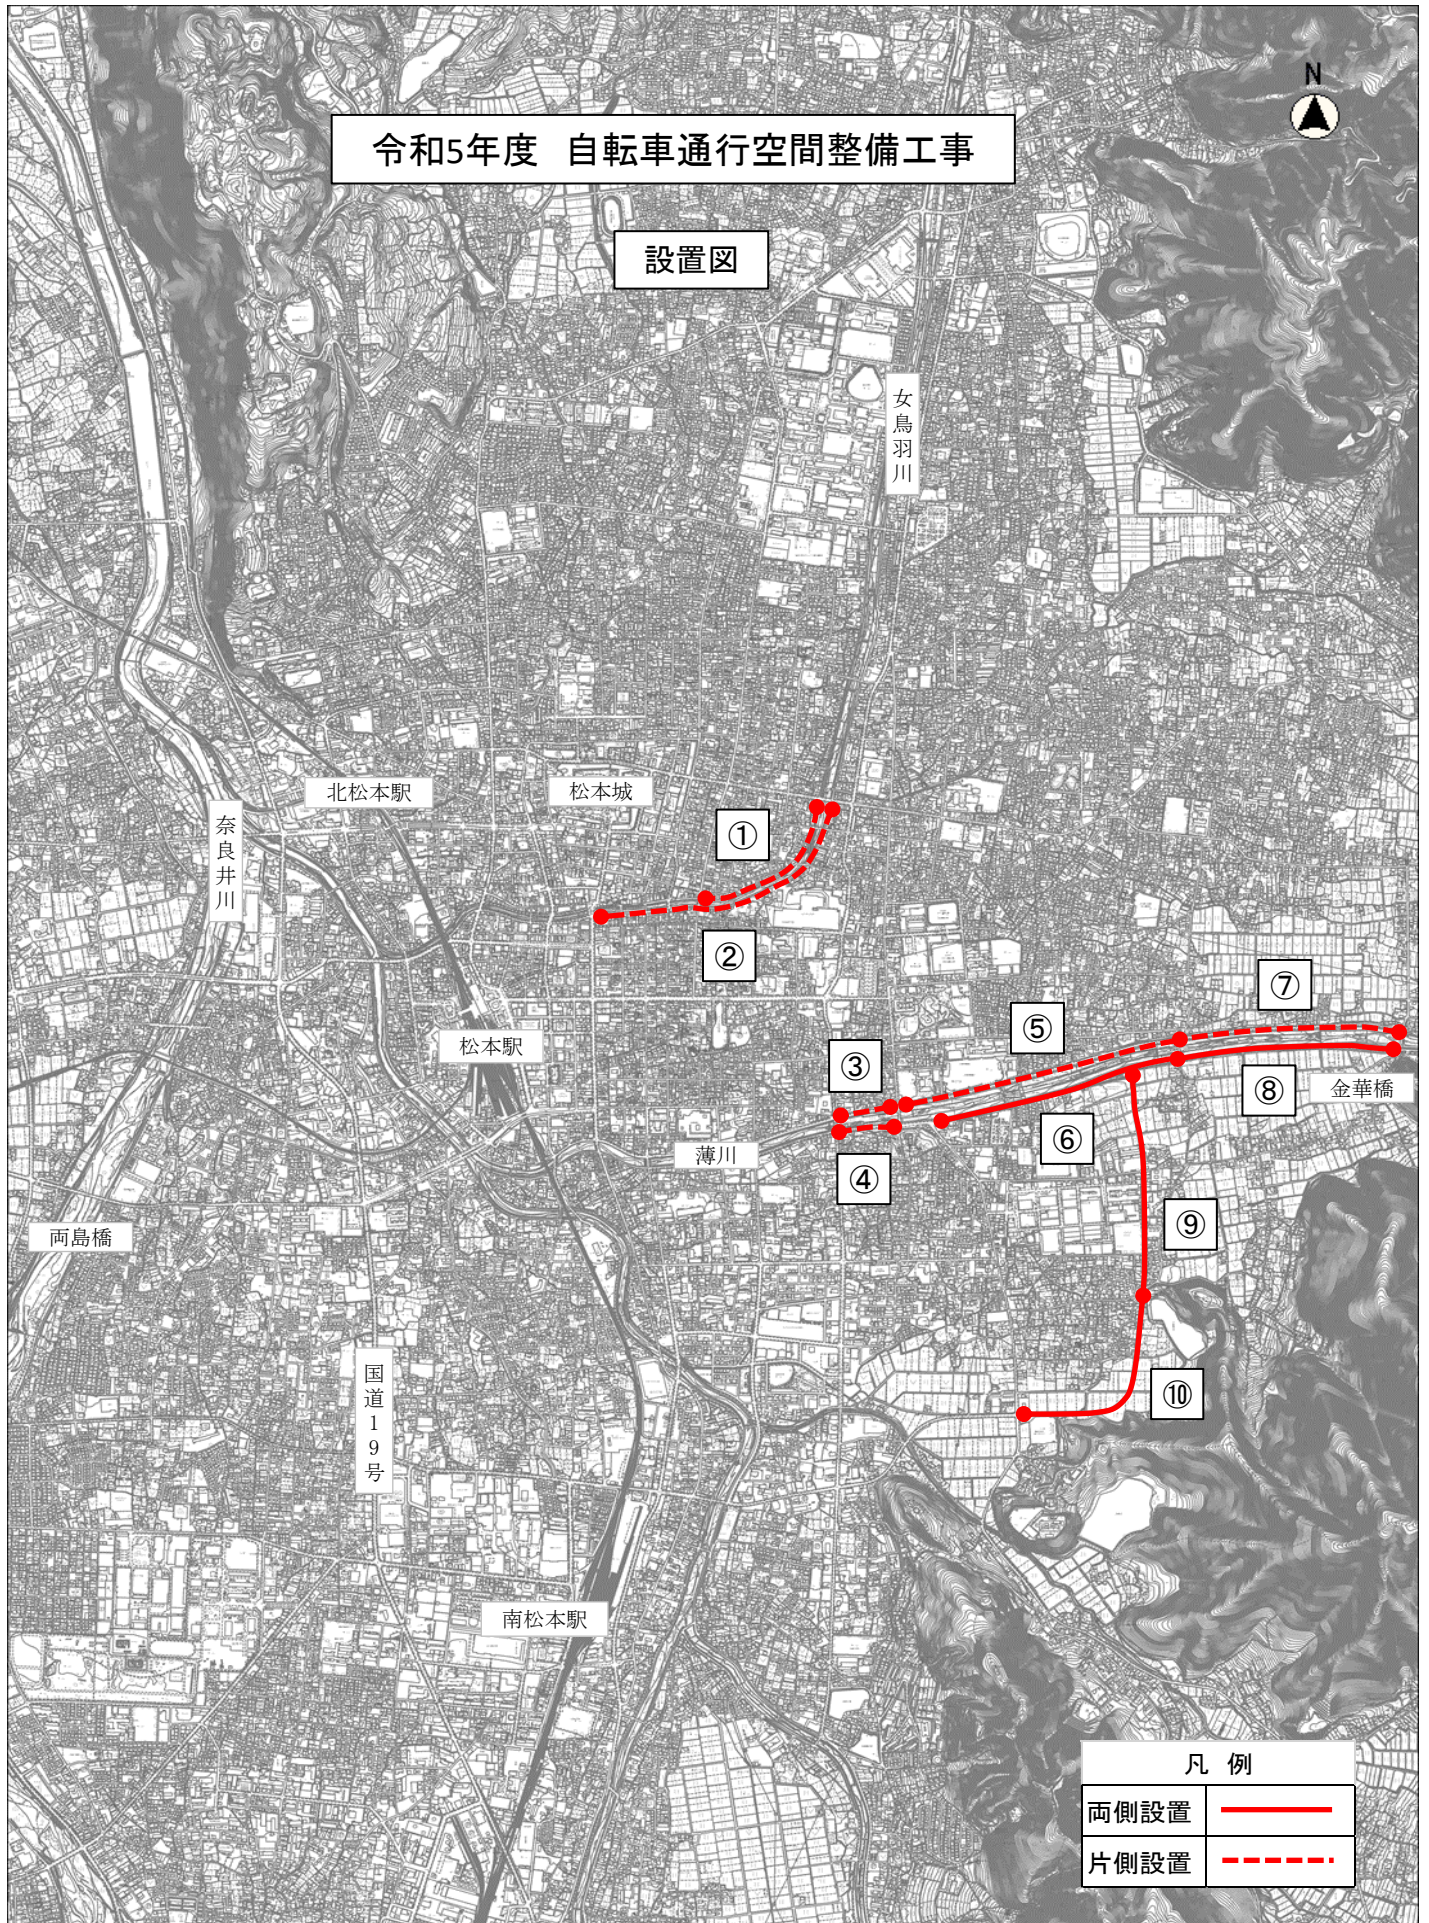 N
令和5年度 自転車通行空間整備工事
設置図
女鳥羽川
北松本駅
松本城
奈良井川
①
②
⑦
⑤
松本駅
③
⑧
金華橋
⑥
薄川
④
⑨
両島橋
国道19号
⑩
南松本駅
凡 例
両側設置
片側設置